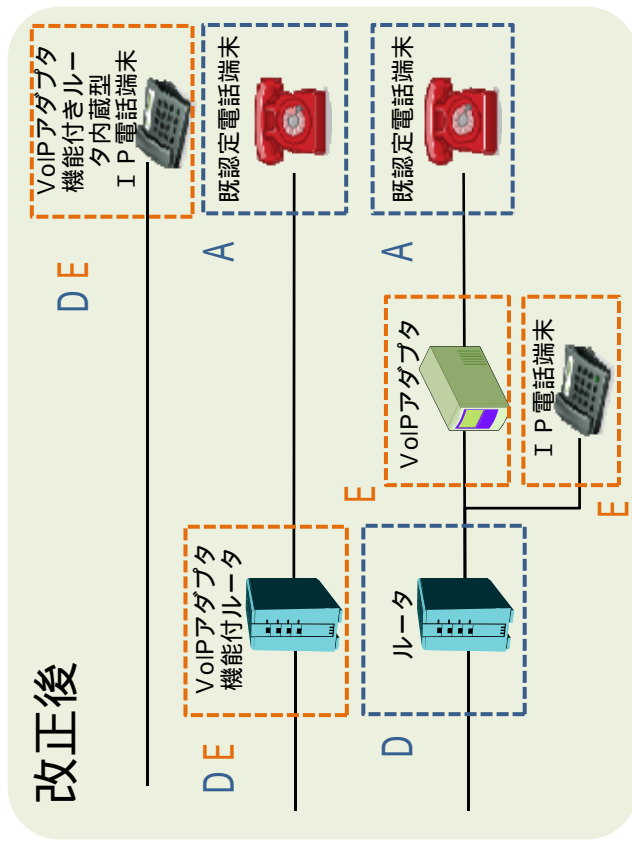 改正後
D E
VoIPアダプタ
機能付きルー
タ内蔵型
ＩＰ電話端末
D E
VoIPアダプタ
機能付ルータ
A
既認定電話端末
D
ルータ
E
VoIPアダプタ
A
既認定電話端末
E
ＩＰ電話端末